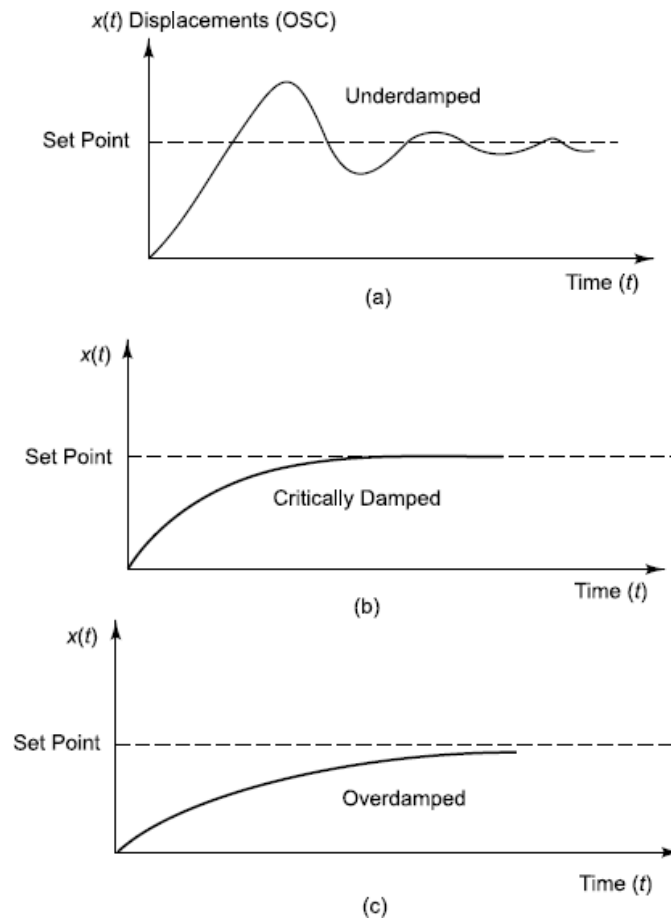 x(t) Displacements (OSC)
Underdamped
Set Point
Time (t)
(a)
x(t)
Set Point
Critically Damped
Time (t)
(b)
x(t)
Set Point
Overdamped
Time (t)
(c)